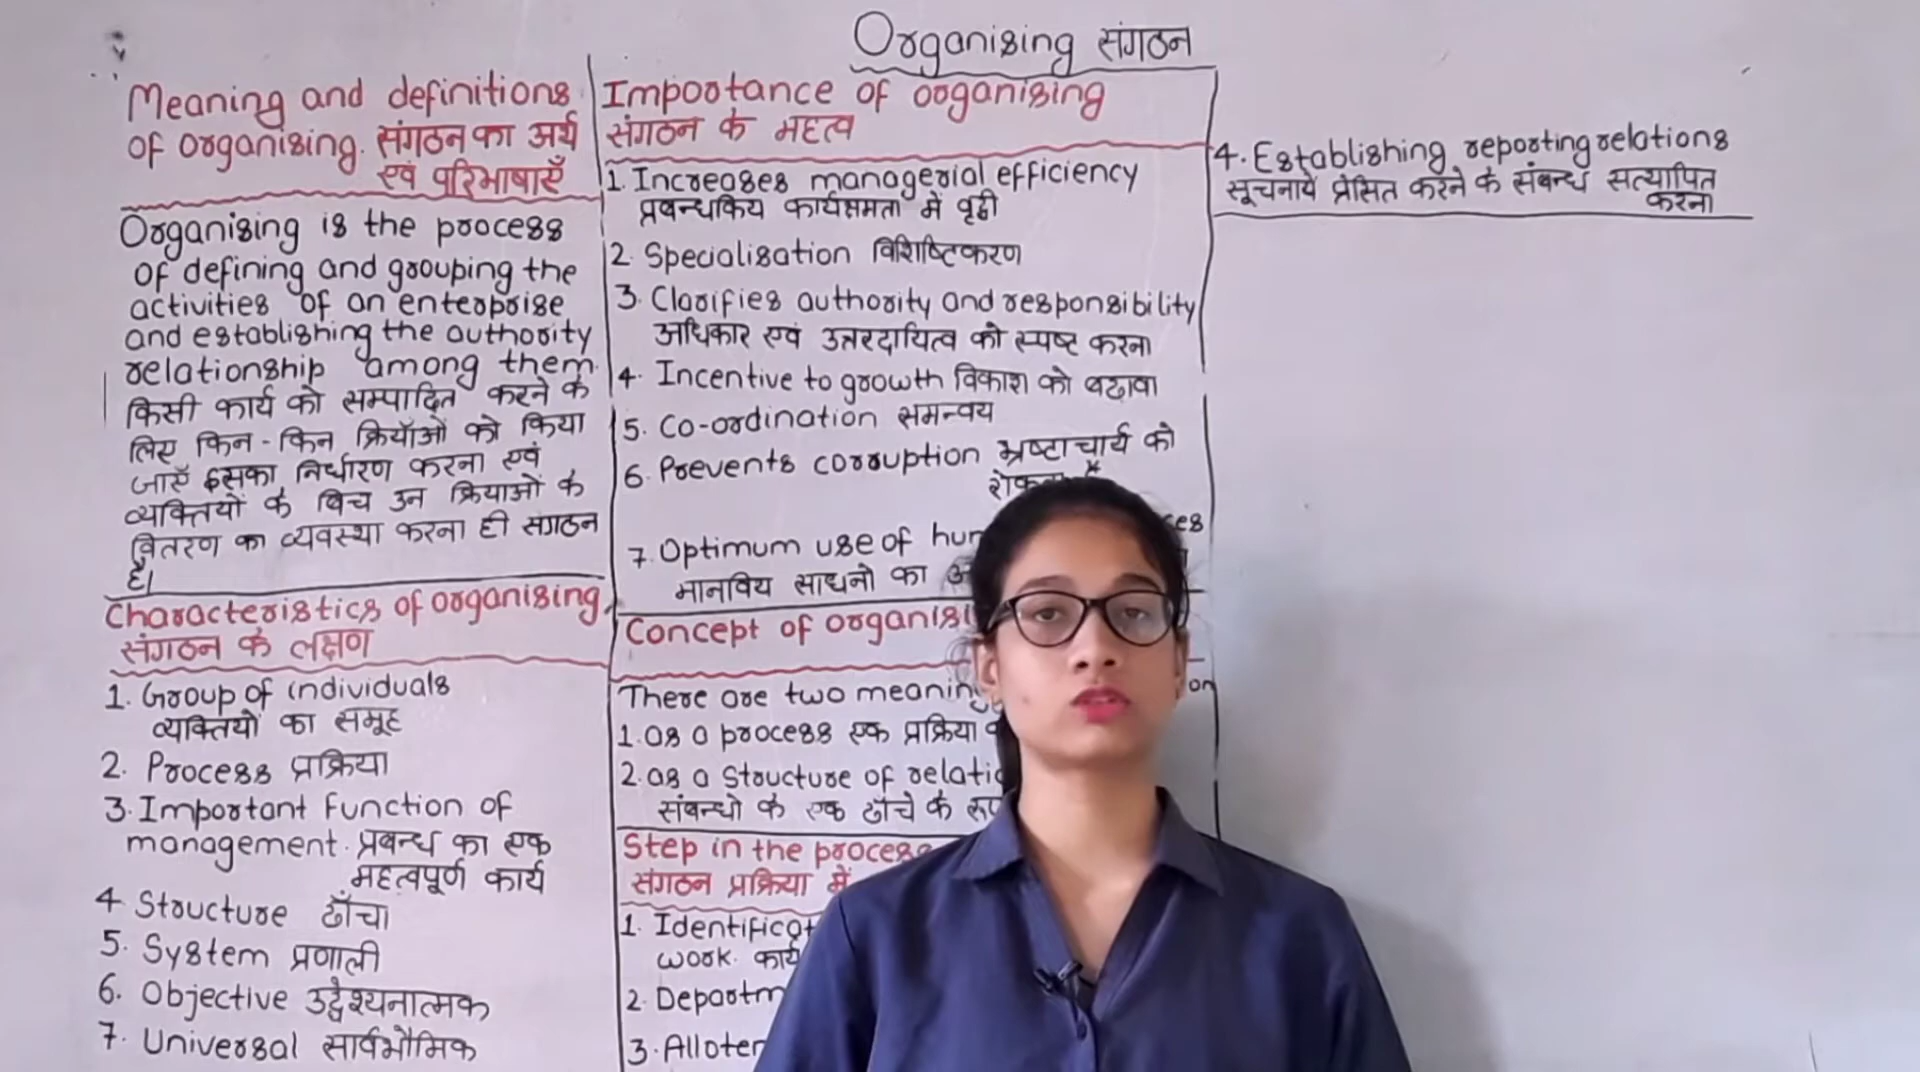 Organising संगठन
Meaning and definitions
of organising. संगठन का अर्थ
एवं परिभाषाएँ
Organising is the process
of defining and grouping the
activities of an enterprise
and establishing the authority
relationship among them.
किसी कार्य को सम्पादित करने के
लिए किन-किन क्रियाँओं को किया
जाएँ इसका निर्धारण करना एवं
व्यक्तियों के बिच उन क्रियाओं के
वितरण का व्यवस्था करना ही संगठन
है।
Characteristics of organising
संगठन के लक्षण
1. Group of individuals
व्यक्तियों का समूह
2. Process प्रक्रिया
3. Important function of
management. प्रबन्ध का एक
महत्वपूर्ण कार्य
4 Structure ढाँचा
5. System प्रणाली
6. Objective उद्देश्यनात्मक
7. Universal सार्वभौमिक
Importance of organising
संगठन के महत्व
1. Increases managerial efficiency
प्रबन्धकिय कार्यक्षमता में वृद्दी
2. Specialisation विशिष्टिकरण
3. Clarifies authority and responsibility
अधिकार एवं उत्तरदायित्व को स्पष्ट करना
4. Incentive to growth विकाश को बढावा
5. Co-ordination समन्वय
6. Prevents corruption भ्रष्टाचार्य को
7. Optimum use of
मानविय साधनो का
Concept of
There are two
1. as a process एक प्रक्रिया
2. as a Structure of
संबन्धो के एक ढाँचे के
Step in the process
संगठन प्रक्रिया में
1.
work.
2.
3.
4. Establishing reporting relations
सूचनाये प्रेसित करने के संबन्ध सत्यापित
करना